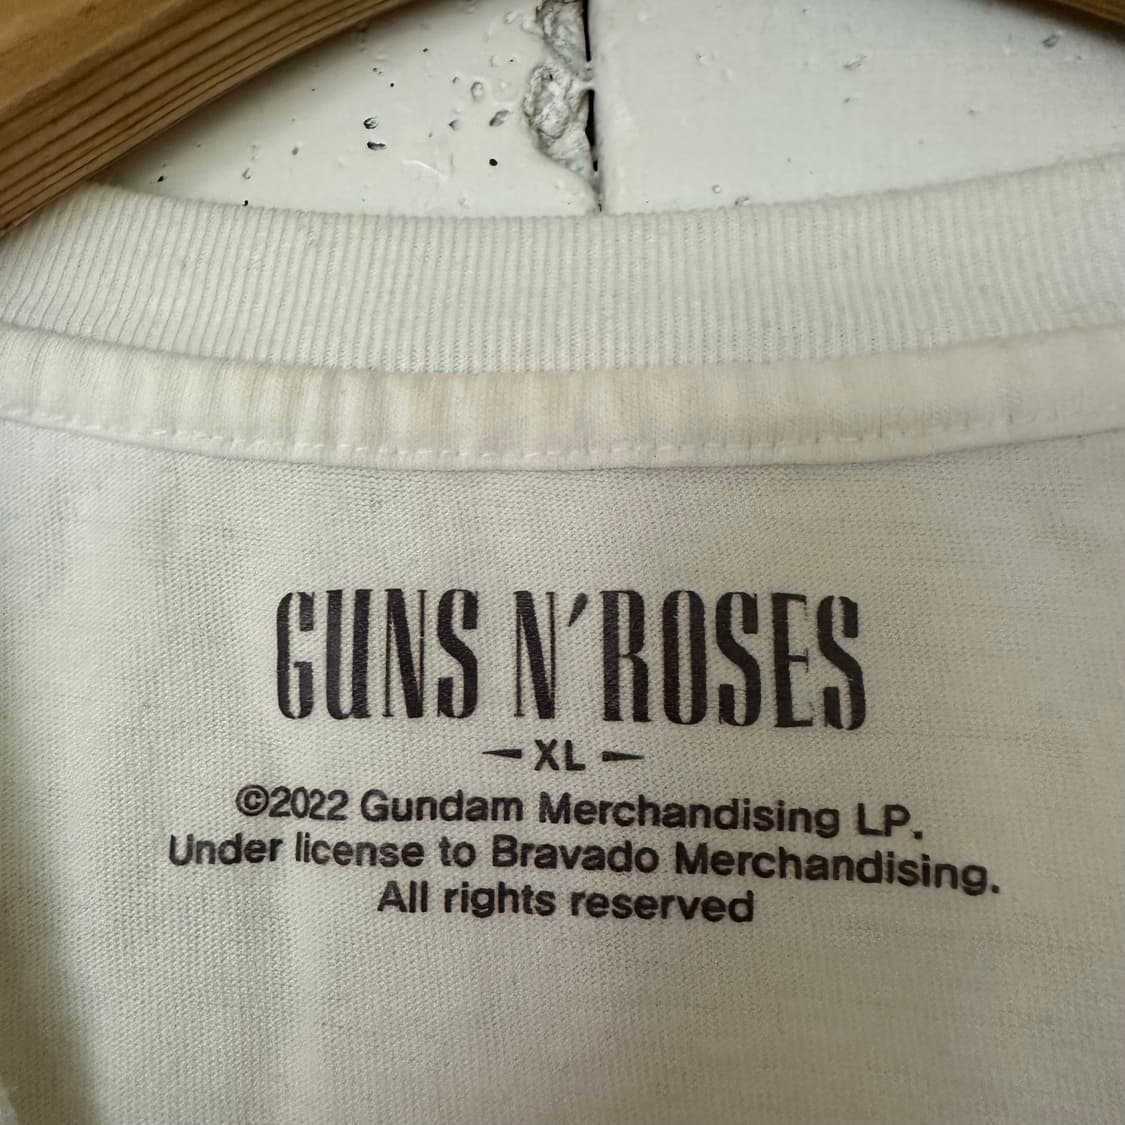 GUNS N'ROSES
XL
©2022 Gundam Merchandising LP.
Under license to Bravado Merchandising.
All rights reserved